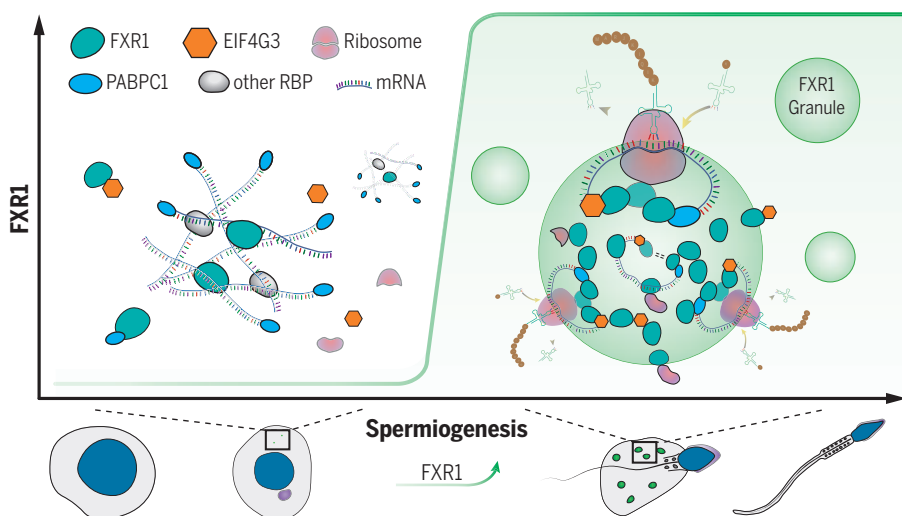 FXR1
EIF4G3
Ribosome
PABPC1
other RBP
mRNA
FXR1
Granule
FXR1
Spermiogenesis
FXR1